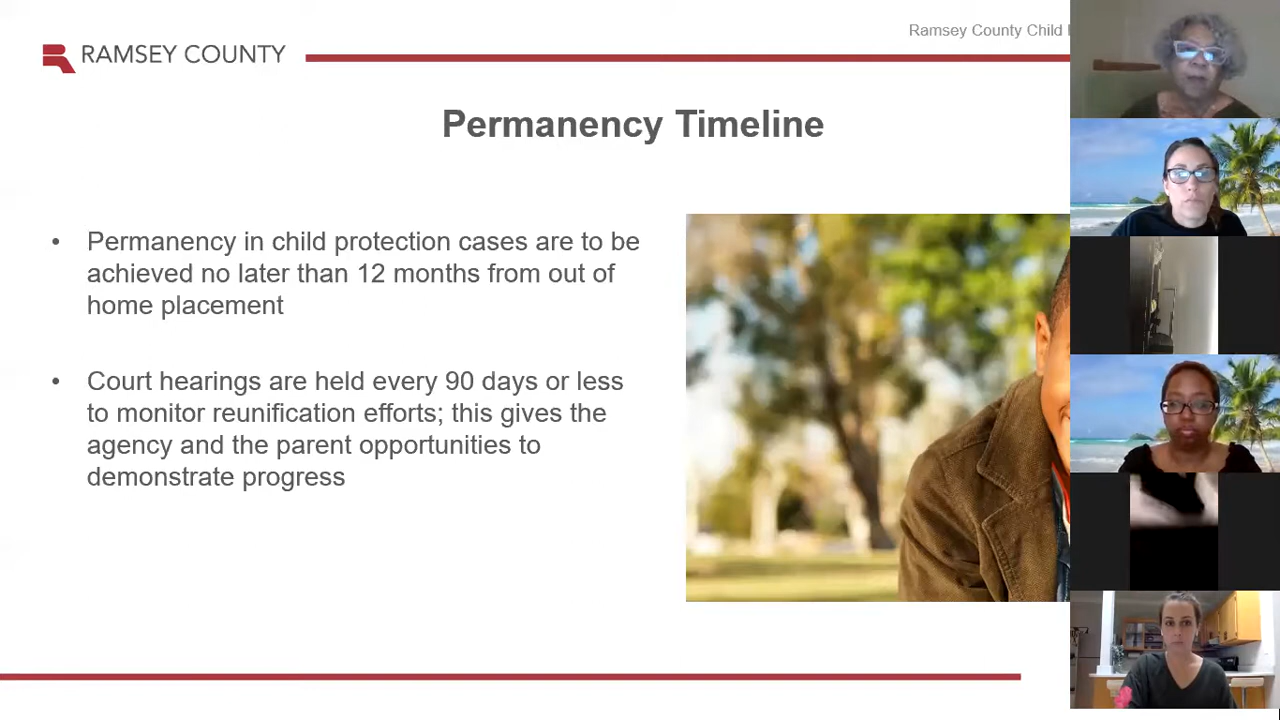 Ramsey County Child
RAMSEY COUNTY
Permanency Timeline
• Permanency in child protection cases are to be
achieved no later than 12 months from out of
home placement
• Court hearings are held every 90 days or less
to monitor reunification efforts; this gives the
agency and the parent opportunities to
demonstrate progress